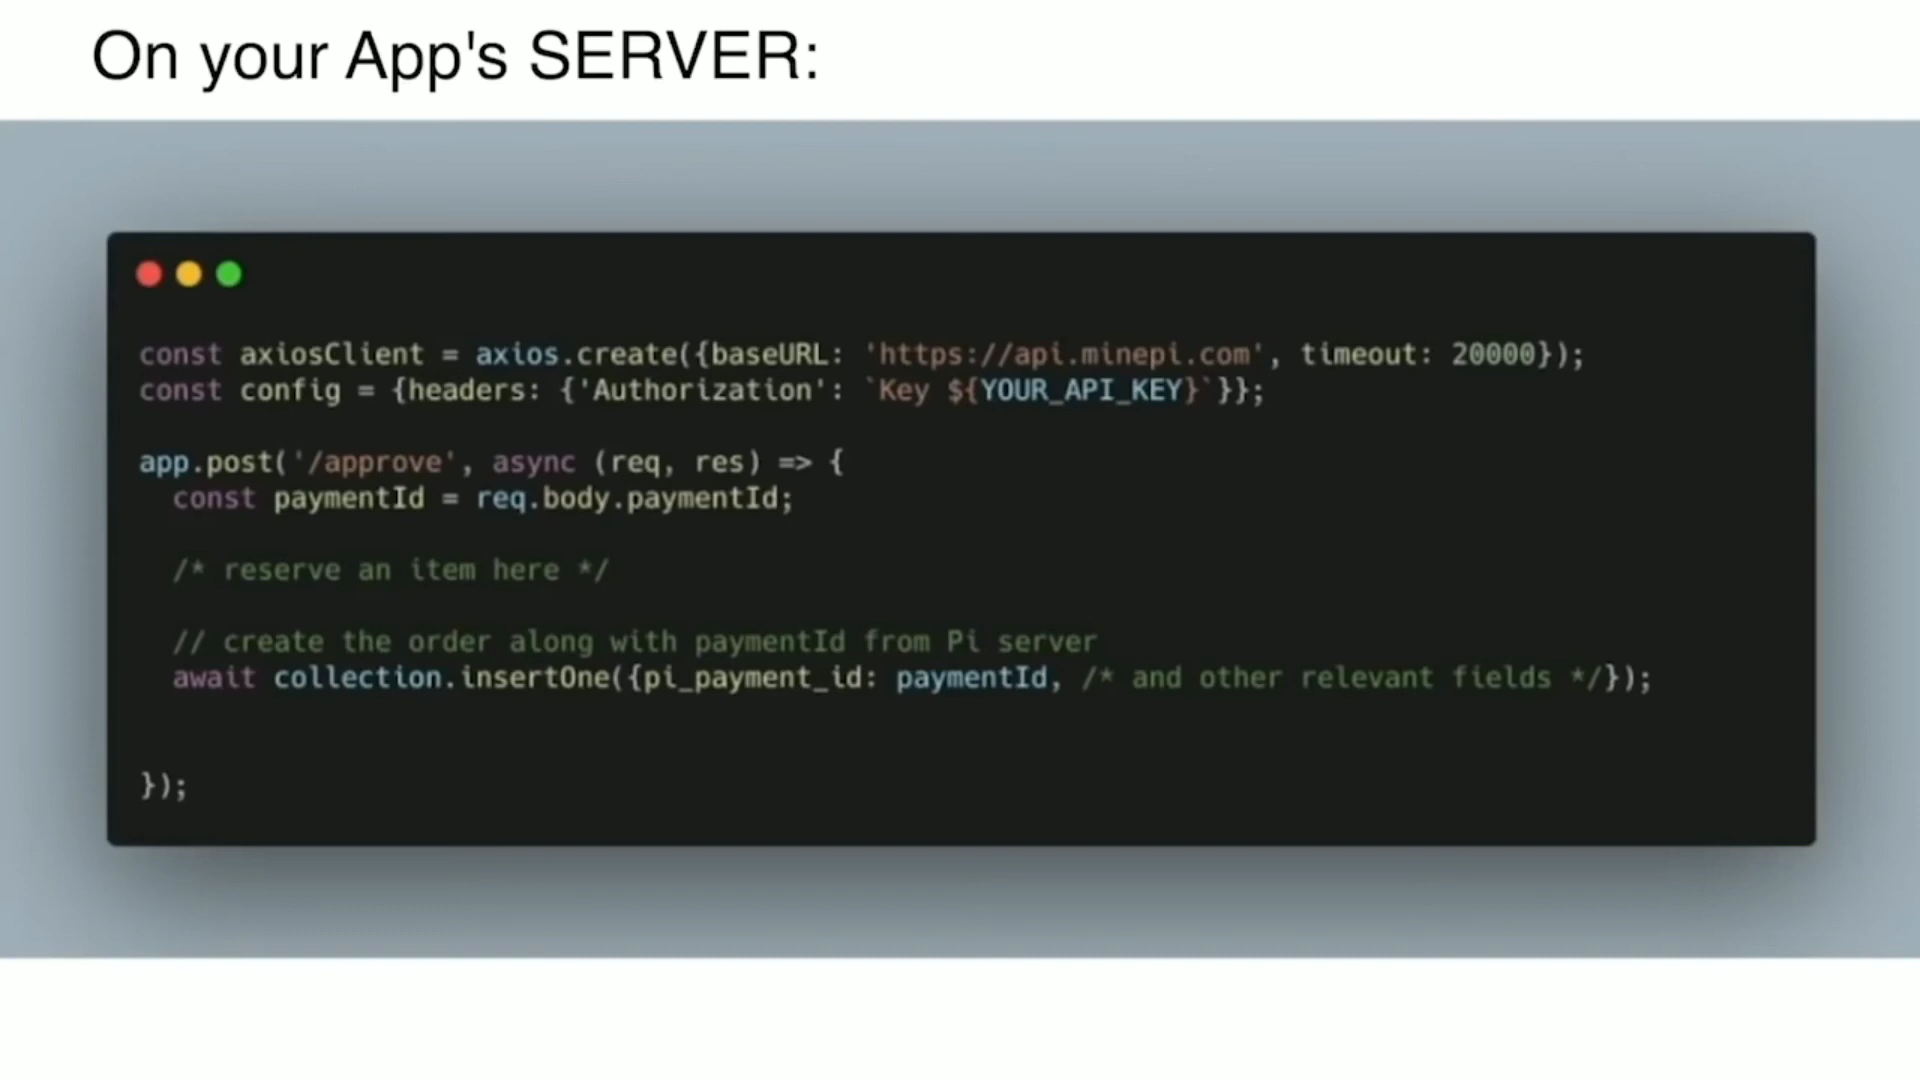 On your App's SERVER:
const axiosClient = axios.create({baseURL: 'https://api.minepi.com', timeout: 20000});
const config = {headers: {'Authorization': `Key ${YOUR_API_KEY}`}};
app.post('/approve', async (req, res) => {
  const paymentId = req.body.paymentId;
  /* reserve an item here */
  // create the order along with paymentId from Pi server
  await collection.insertOne({pi_payment_id: paymentId, /* and other relevant fields */});
});